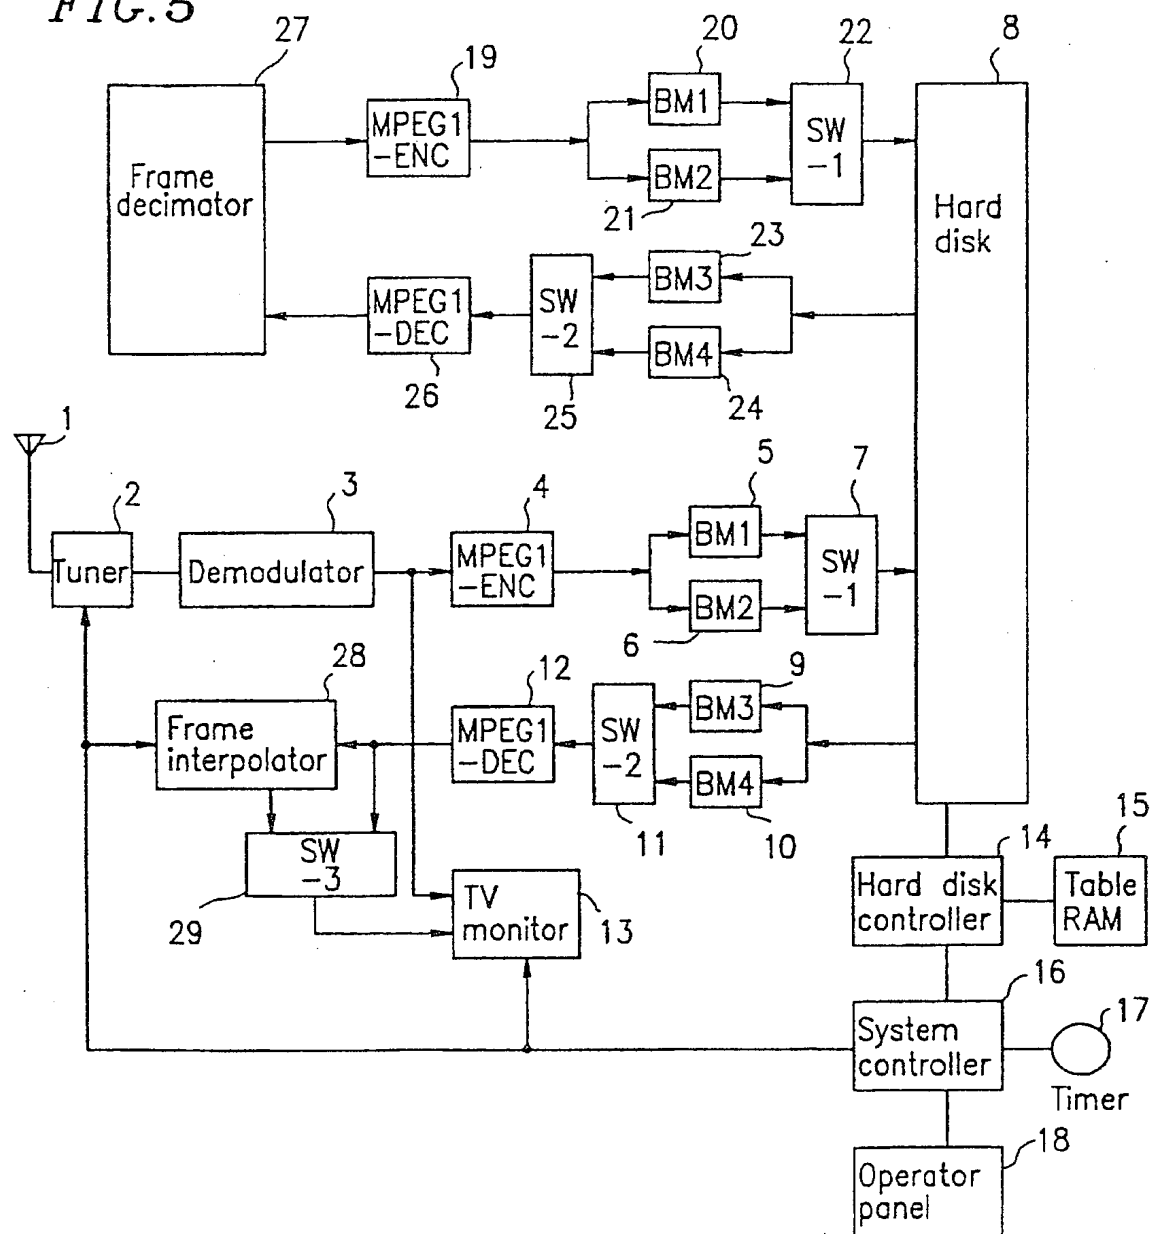 FIG. 5
27
19
20
22
8
Frame
decimator
MPEG1
-ENC
BM1
BM2
SW
-1
Hard
disk
21
23
MPEG1
-DEC
SW
-2
BM3
BM4
26
25
24
1
2
3
4
5
7
Tuner
Demodulator
MPEG1
-ENC
BM1
BM2
SW
-1
6
28
12
9
Frame
interpolator
MPEG1
-DEC
SW
-2
BM3
BM4
11
10
SW
-3
29
TV
monitor
13
14
15
Hard disk
controller
Table
RAM
16
17
System
controller
Timer
18
Operator
panel